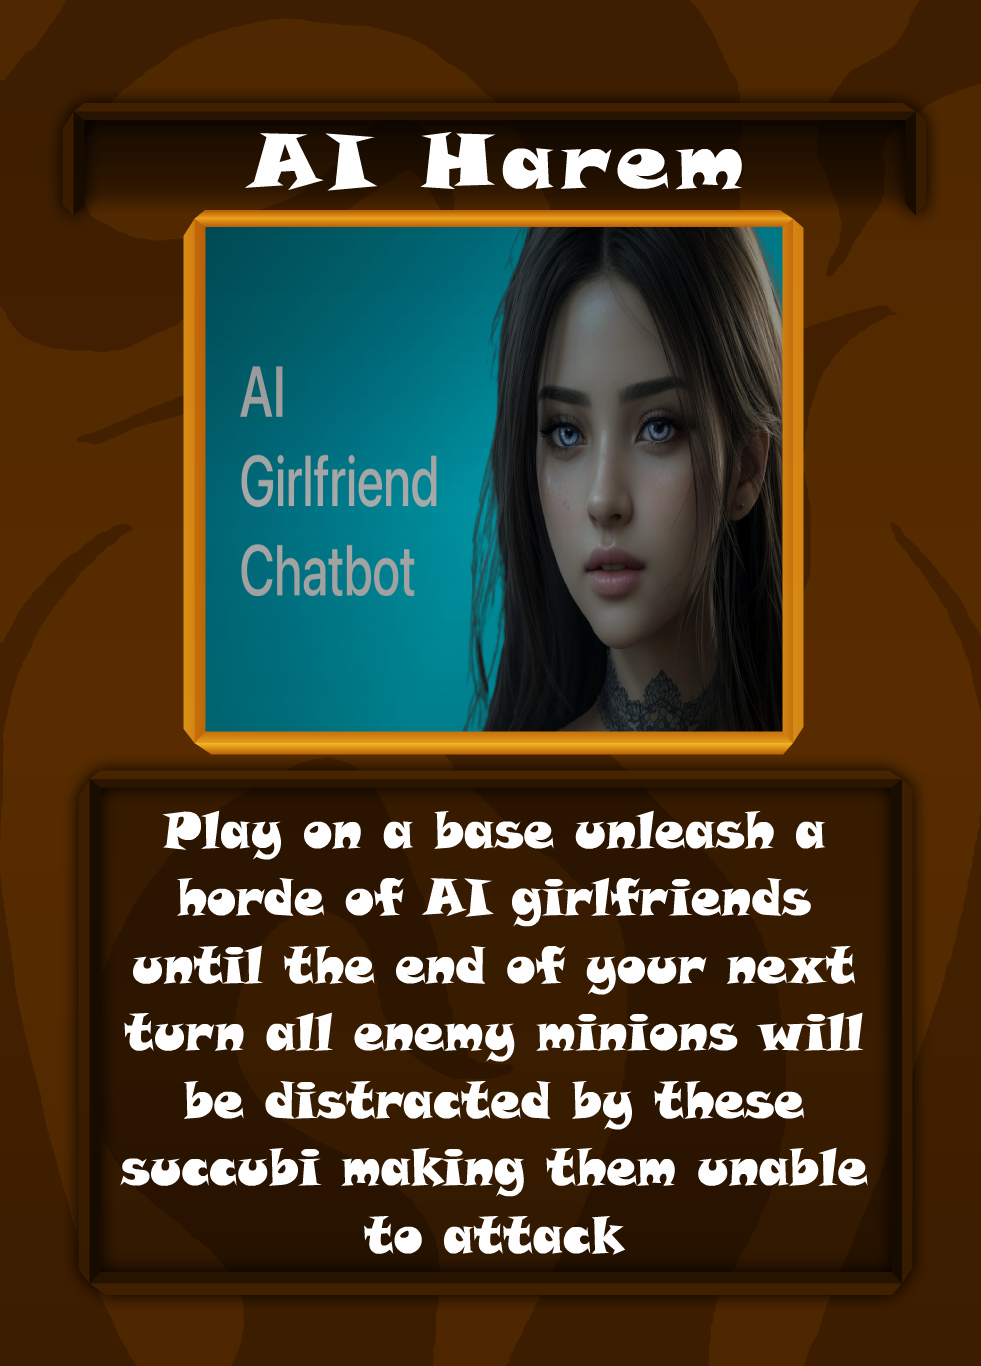 AI Harem
AI
Girlfriend
Chatbot
Play on a base unleash a
horde of AI girlfriends
until the end of your next
turn all enemy minions will
be distracted by these
succubi making them unable
to attack